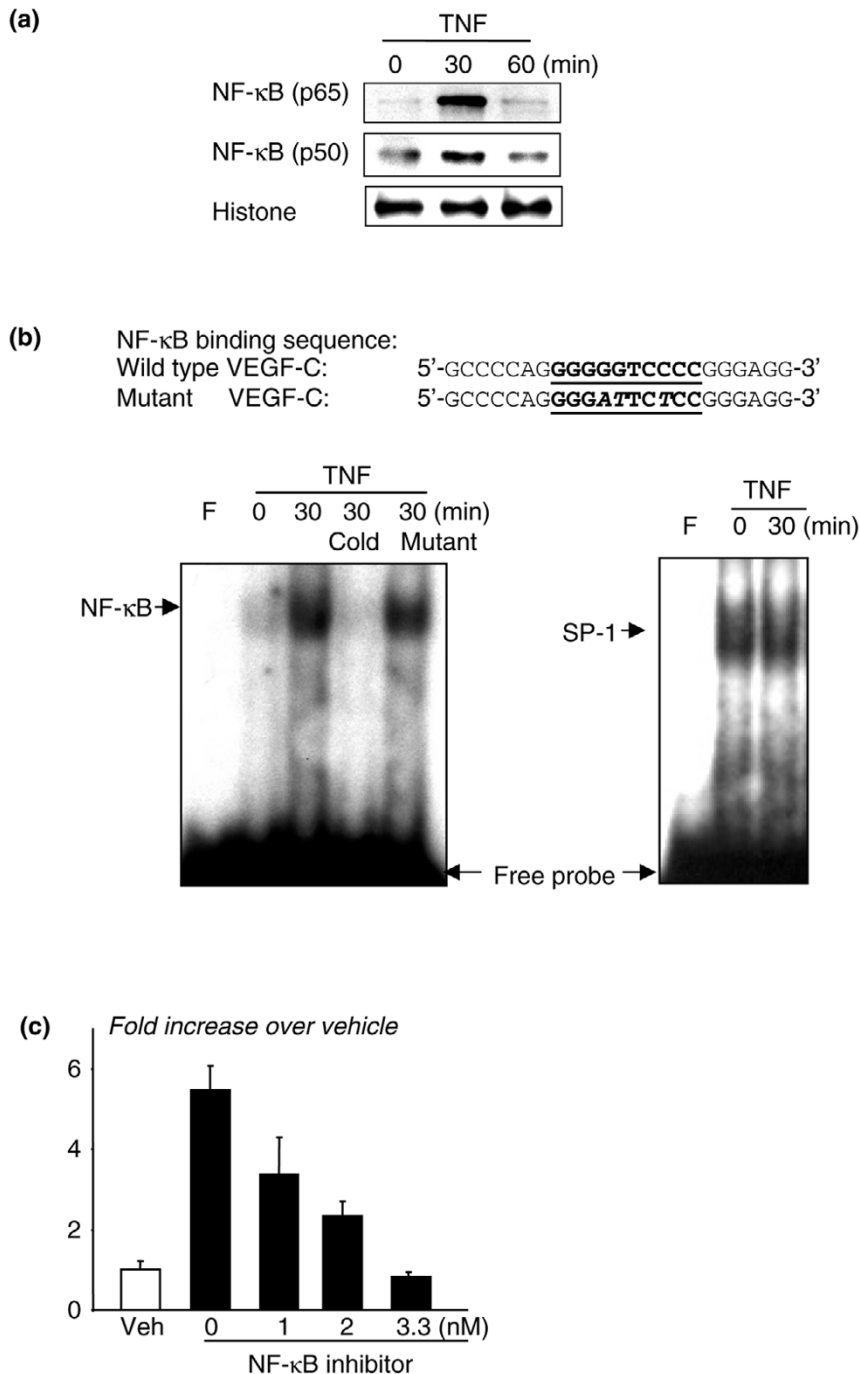 (a)
TNF
0 30 60 (min)
NF-κB (p65)
NF-κB (p50)
Histone
(b)
NF-κB binding sequence:
Wild type VEGF-C: 5’-GCCCCAGGGGGGTCCCCGGGAGG-3’
Mutant VEGF-C: 5’-GCCCCAGGGGATTCTCCGGGAGG-3’
TNF
F 0 30 30 30 (min)
Cold Mutant
NF-κB
TNF
F 0 30 (min)
SP-1
Free probe
(c) Fold increase over vehicle
6
4
2
0
Veh 0 1 2 3.3 (nM)
NF-κB inhibitor